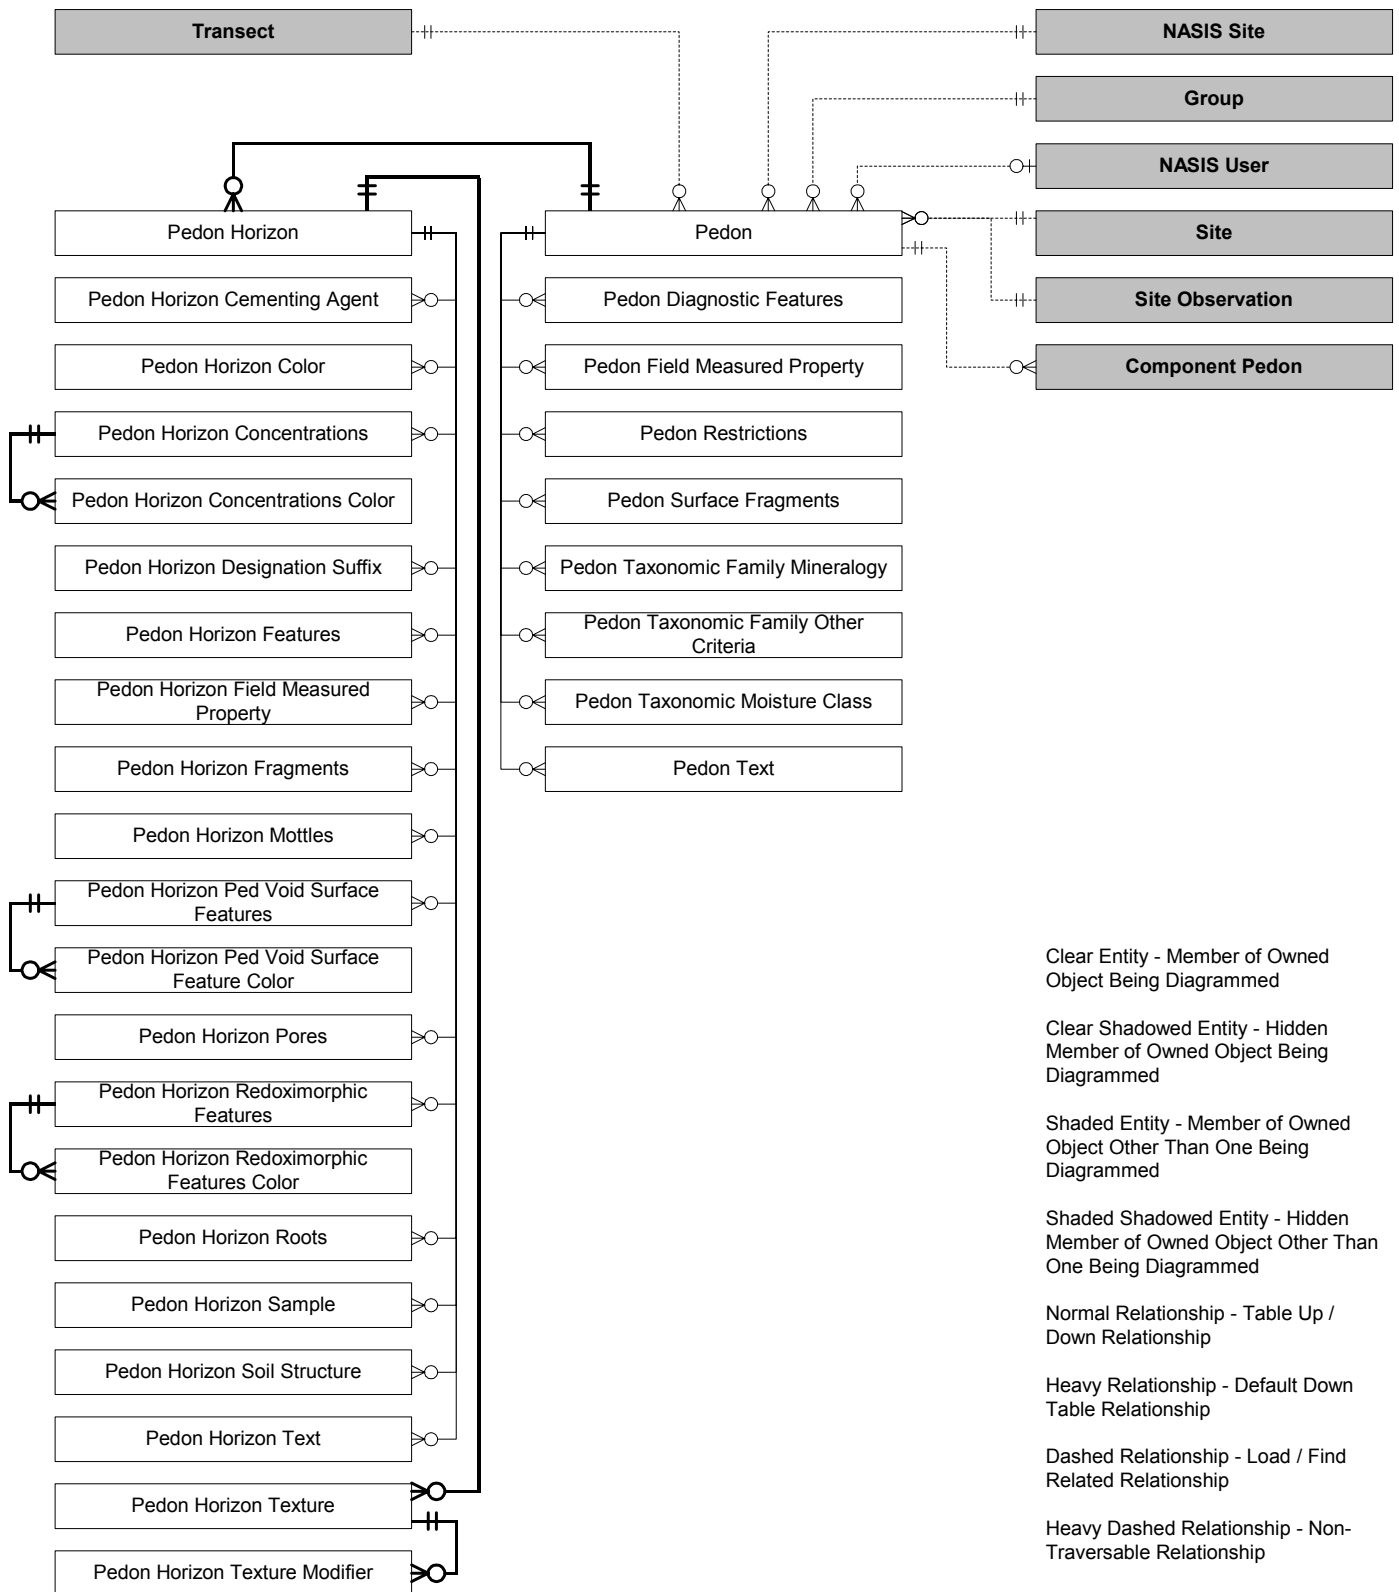 Transect
NASIS Site
Group
NASIS User
Pedon Horizon
Pedon
Site
Pedon Horizon Cementing Agent
Pedon Diagnostic Features
Site Observation
Pedon Horizon Color
Pedon Field Measured Property
Component Pedon
Pedon Horizon Concentrations
Pedon Restrictions
Pedon Horizon Concentrations Color
Pedon Surface Fragments
Pedon Horizon Designation Suffix
Pedon Taxonomic Family Mineralogy
Pedon Horizon Features
Pedon Taxonomic Family Other
Criteria
Pedon Horizon Field Measured
Property
Pedon Taxonomic Moisture Class
Pedon Horizon Fragments
Pedon Text
Pedon Horizon Mottles
Pedon Horizon Ped Void Surface
Features
Pedon Horizon Ped Void Surface
Feature Color
Pedon Horizon Pores
Pedon Horizon Redoximorphic
Features
Pedon Horizon Redoximorphic
Features Color
Pedon Horizon Roots
Pedon Horizon Sample
Pedon Horizon Soil Structure
Pedon Horizon Text
Pedon Horizon Texture
Pedon Horizon Texture Modifier
Clear Entity - Member of Owned
Object Being Diagrammed
Clear Shadowed Entity - Hidden
Member of Owned Object Being
Diagrammed
Shaded Entity - Member of Owned
Object Other Than One Being
Diagrammed
Shaded Shadowed Entity - Hidden
Member of Owned Object Other Than
One Being Diagrammed
Normal Relationship - Table Up /
Down Relationship
Heavy Relationship - Default Down
Table Relationship
Dashed Relationship - Load / Find
Related Relationship
Heavy Dashed Relationship - Non-
Traversable Relationship